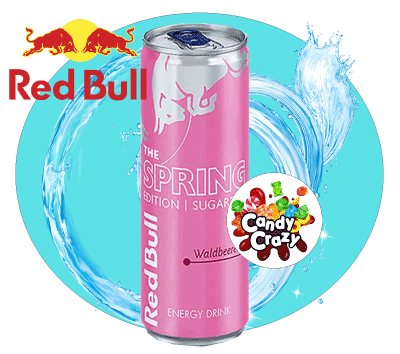 Red Bull
THE
SPRING
EDITION | SUGAR
Waldbeere
Red Bull
ENERGY DRINK
Candy
Crazy